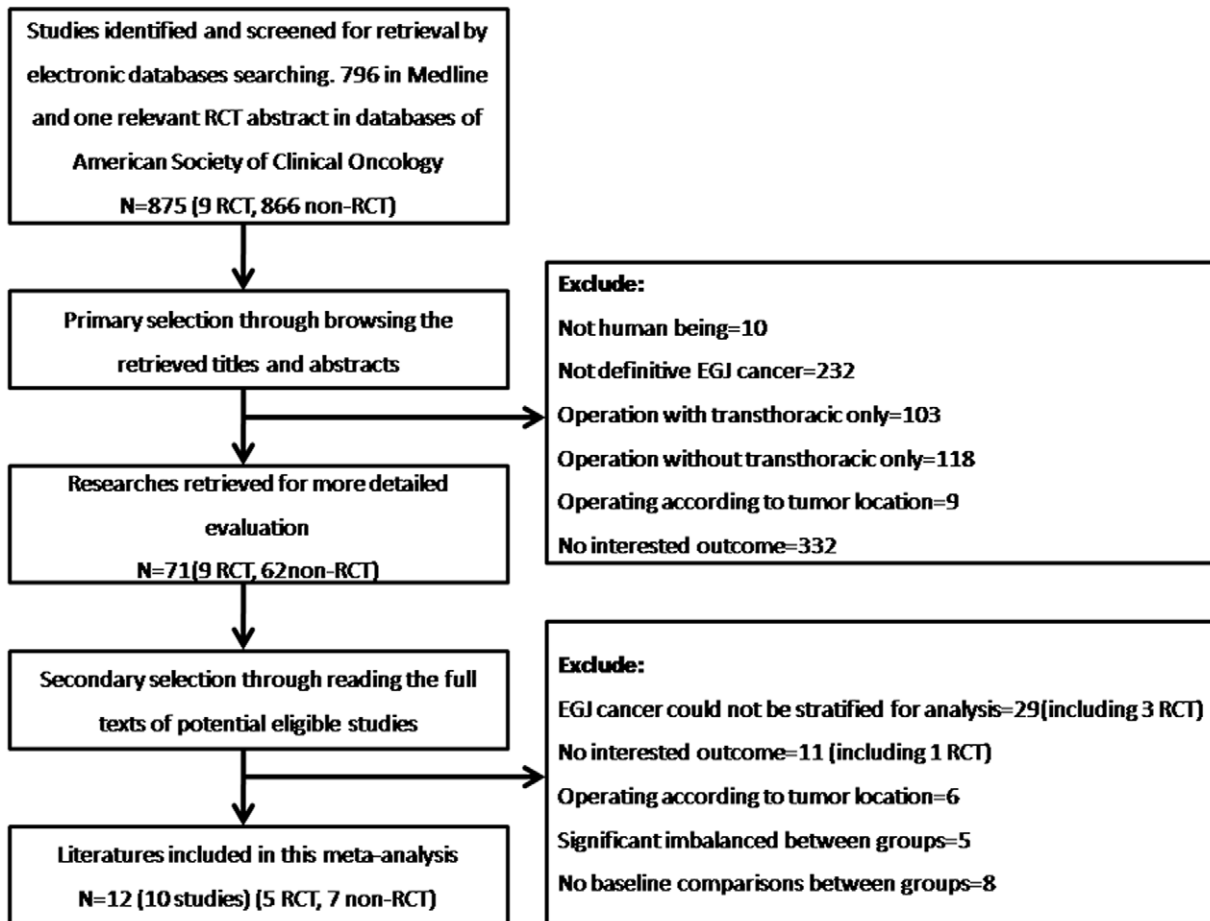 Studies identified and screened for retrieval by
electronic databases searching. 796 in Medline
and one relevant RCT abstract in databases of
American Society of Clinical Oncology
N=875 (9 RCT, 866 non-RCT)
Primary selection through browsing the
retrieved titles and abstracts
Exclude:
Not human being=10
Not definitive EGJ cancer=232
Operation with transthoracic only=103
Operation without transthoracic only=118
Operating according to tumor location=9
No interested outcome=332
Researches retrieved for more detailed
evaluation
N=71(9 RCT, 62non-RCT)
Secondary selection through reading the full
texts of potential eligible studies
Exclude:
EGJ cancer could not be stratified for analysis=29(including 3 RCT)
No interested outcome=11 (including 1 RCT)
Operating according to tumor location=6
Significant imbalanced between groups=5
No baseline comparisons between groups=8
Literatures included in this meta-analysis
N=12 (10 studies) (5 RCT, 7 non-RCT)